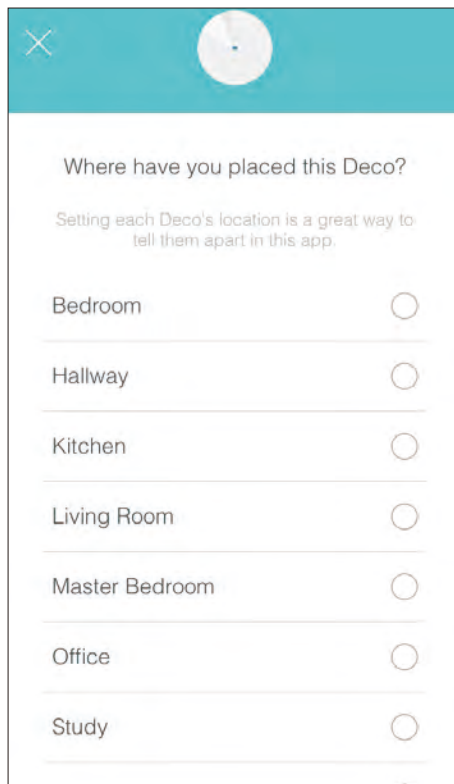 Where have you placed this Deco?
Setting each Deco's location is a great way to
tell them apart in this app.
Bedroom
Hallway
Kitchen
Living Room
Master Bedroom
Office
Study